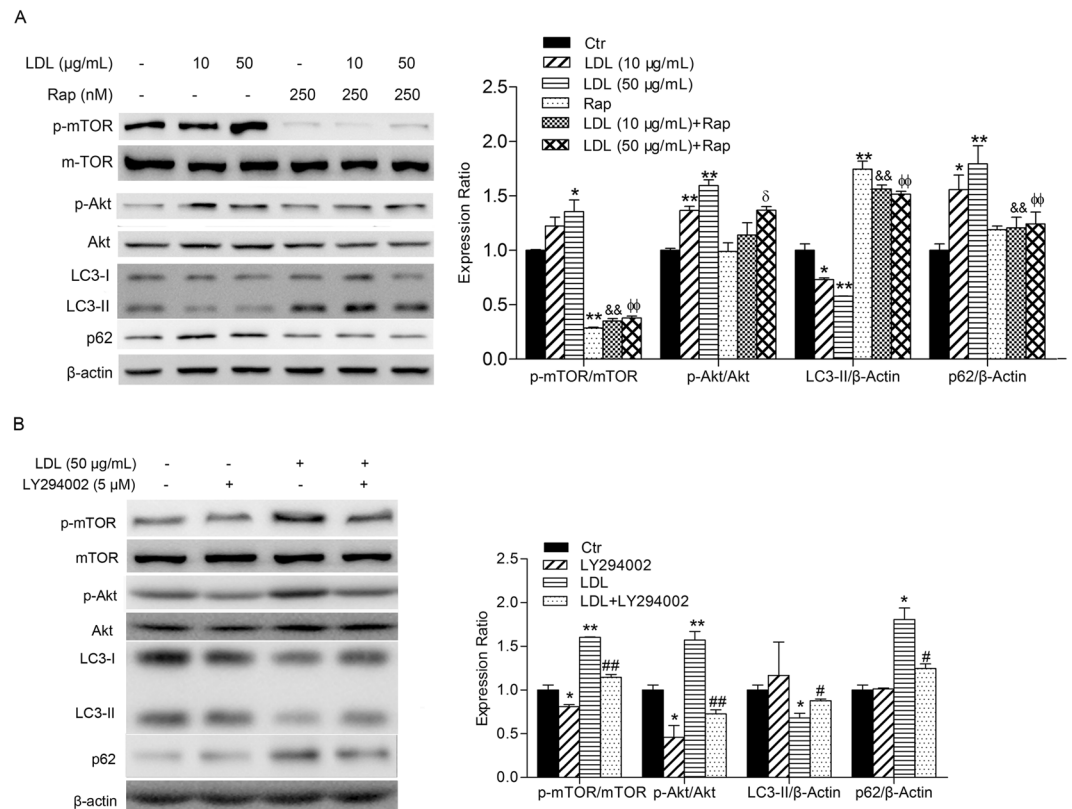 A
LDL (µg/mL) - 10 50 - 10 50
Rap (nM) - - - 250 250 250
p-mTOR
m-TOR
p-Akt
Akt
LC3-I
LC3-II
p62
β-actin
Ctr
LDL (10 µg/mL)
LDL (50 µg/mL)
Rap
LDL (10 µg/mL)+Rap
LDL (50 µg/mL)+Rap
Expression Ratio
2.5
2.0
1.5
1.0
0.5
0.0
* ** && ϕϕ
** ** δ
* ** ** && ϕϕ
* ** && ϕϕ
p-mTOR/mTOR p-Akt/Akt LC3-II/β-Actin p62/β-Actin
B
LDL (50 µg/mL) - - + +
LY294002 (5 µM) - + - +
p-mTOR
mTOR
p-Akt
Akt
LC3-I
LC3-II
p62
β-actin
Ctr
LY294002
LDL
LDL+LY294002
Expression Ratio
2.5
2.0
1.5
1.0
0.5
0.0
* ** ##
* ** ##
* #
* #
p-mTOR/mTOR p-Akt/Akt LC3-II/β-Actin p62/β-Actin